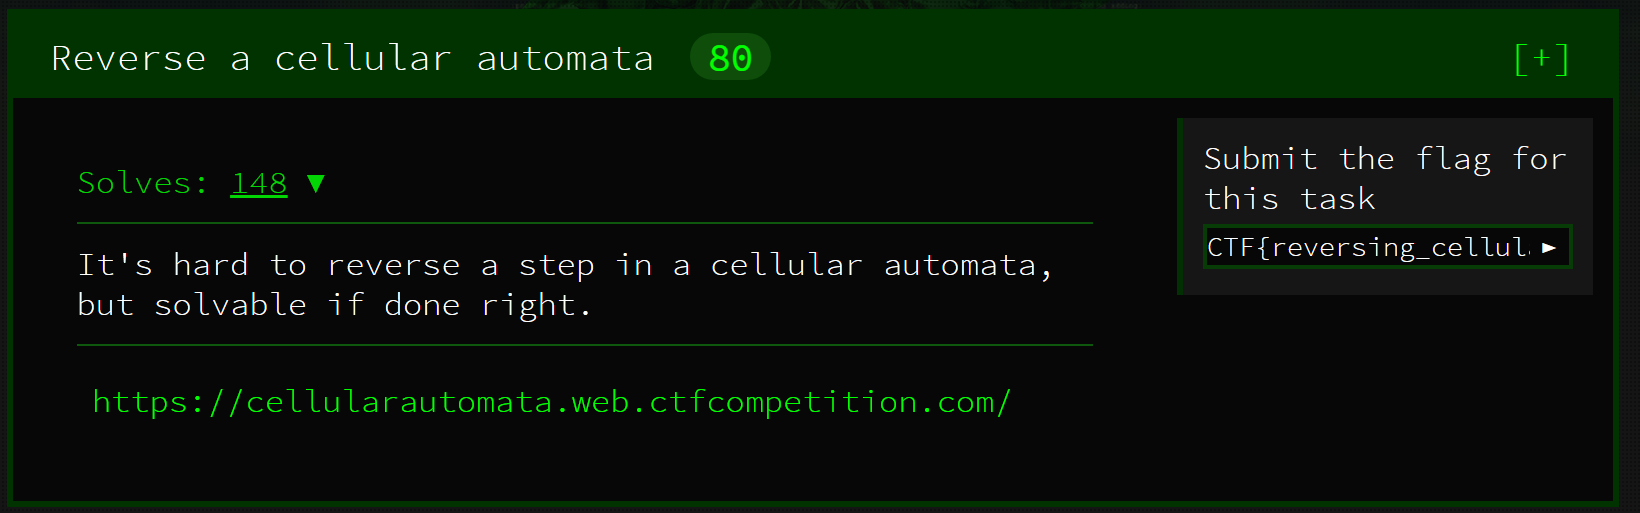 Reverse a cellular automata 80 [+]
Solves: 148 ▼
It's hard to reverse a step in a cellular automata,
but solvable if done right.
https://cellularautomata.web.ctfcompetition.com/
Submit the flag for
this task
CTF{reversing_cellul ►